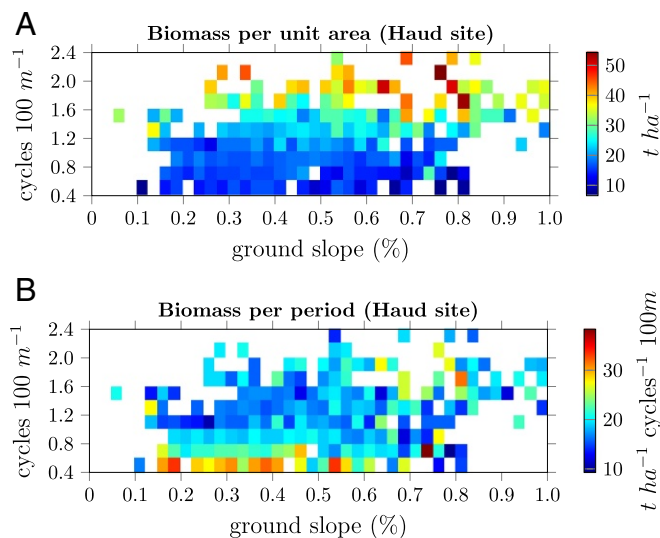 A
Biomass per unit area (Haud site)
cycles 100 m⁻¹
2.4
2.0
1.6
1.2
0.8
0.4
0 0.1 0.2 0.3 0.4 0.5 0.6 0.7 0.8 0.9 1.0
ground slope (%)
50
40
30
20
10
t ha⁻¹
B
Biomass per period (Haud site)
cycles 100 m⁻¹
2.4
2.0
1.6
1.2
0.8
0.4
0 0.1 0.2 0.3 0.4 0.5 0.6 0.7 0.8 0.9 1.0
ground slope (%)
30
20
10
t ha⁻¹ cycles⁻¹ 100m